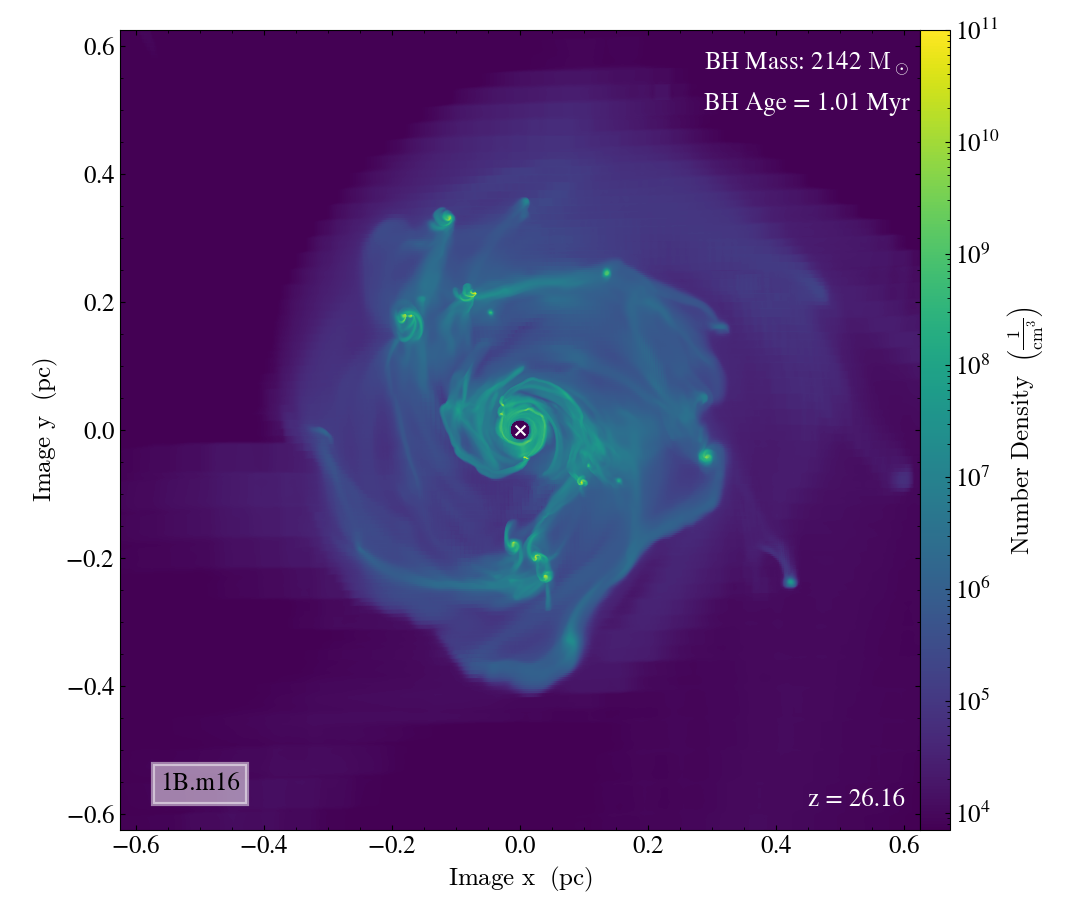 BH Mass: 2142 M☉
BH Age = 1.01 Myr
1B.m16
z = 26.16
0.6
0.4
0.2
0.0
−0.2
−0.4
−0.6
Image y (pc)
−0.6 −0.4 −0.2 0.0 0.2 0.4 0.6
Image x (pc)
10¹¹
10¹⁰
10⁹
10⁸
10⁷
10⁶
10⁵
10⁴
Number Density (1/cm³)